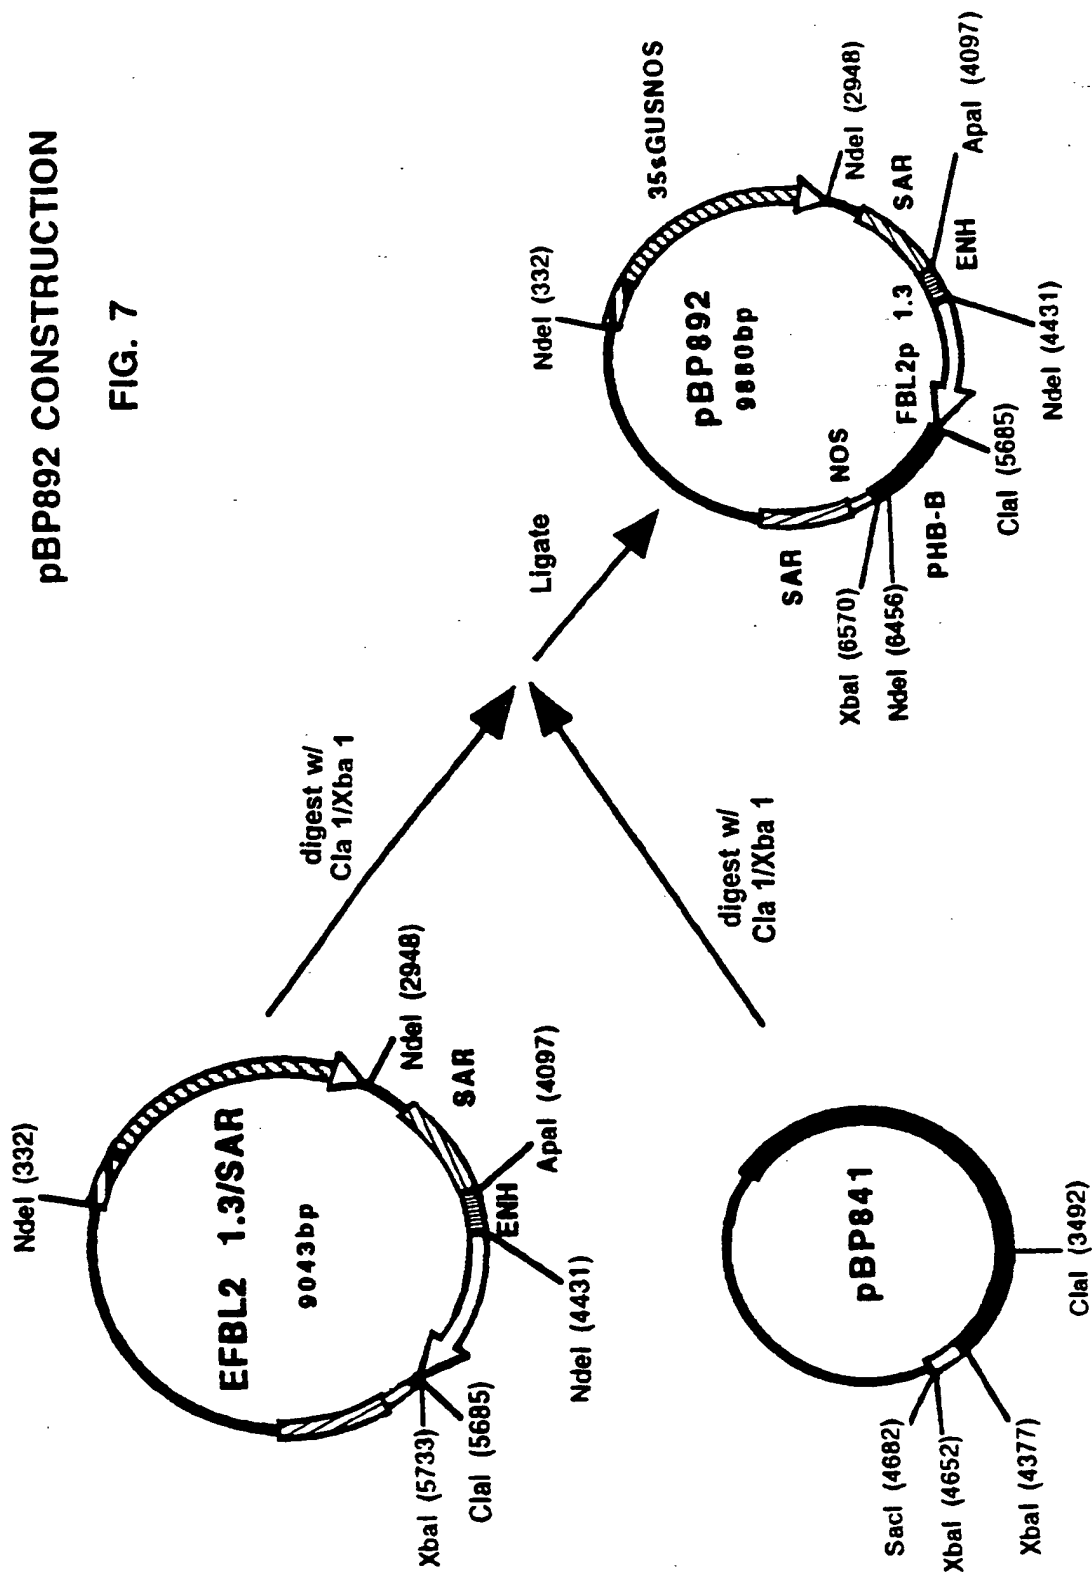 pBP892 CONSTRUCTION
FIG. 7
NdeI (332)
EFBL2 1.3/SAR
9043bp
NdeI (2948)
SAR
ApaI (4097)
ENH
NdeI (4431)
ClaI (5685)
XbaI (5733)
digest w/
Cla 1/Xba 1
pBP841
SacI (4682)
XbaI (4652)
XbaI (4377)
ClaI (3492)
digest w/
Cla 1/Xba 1
Ligate
NdeI (332)
35sGUSNOS
pBP892
9880bp
NdeI (2948)
SAR
ENH
ApaI (4097)
FBL2p 1.3
NdeI (4431)
ClaI (5685)
PHB-B
NOS
NdeI (6456)
XbaI (6570)
SAR